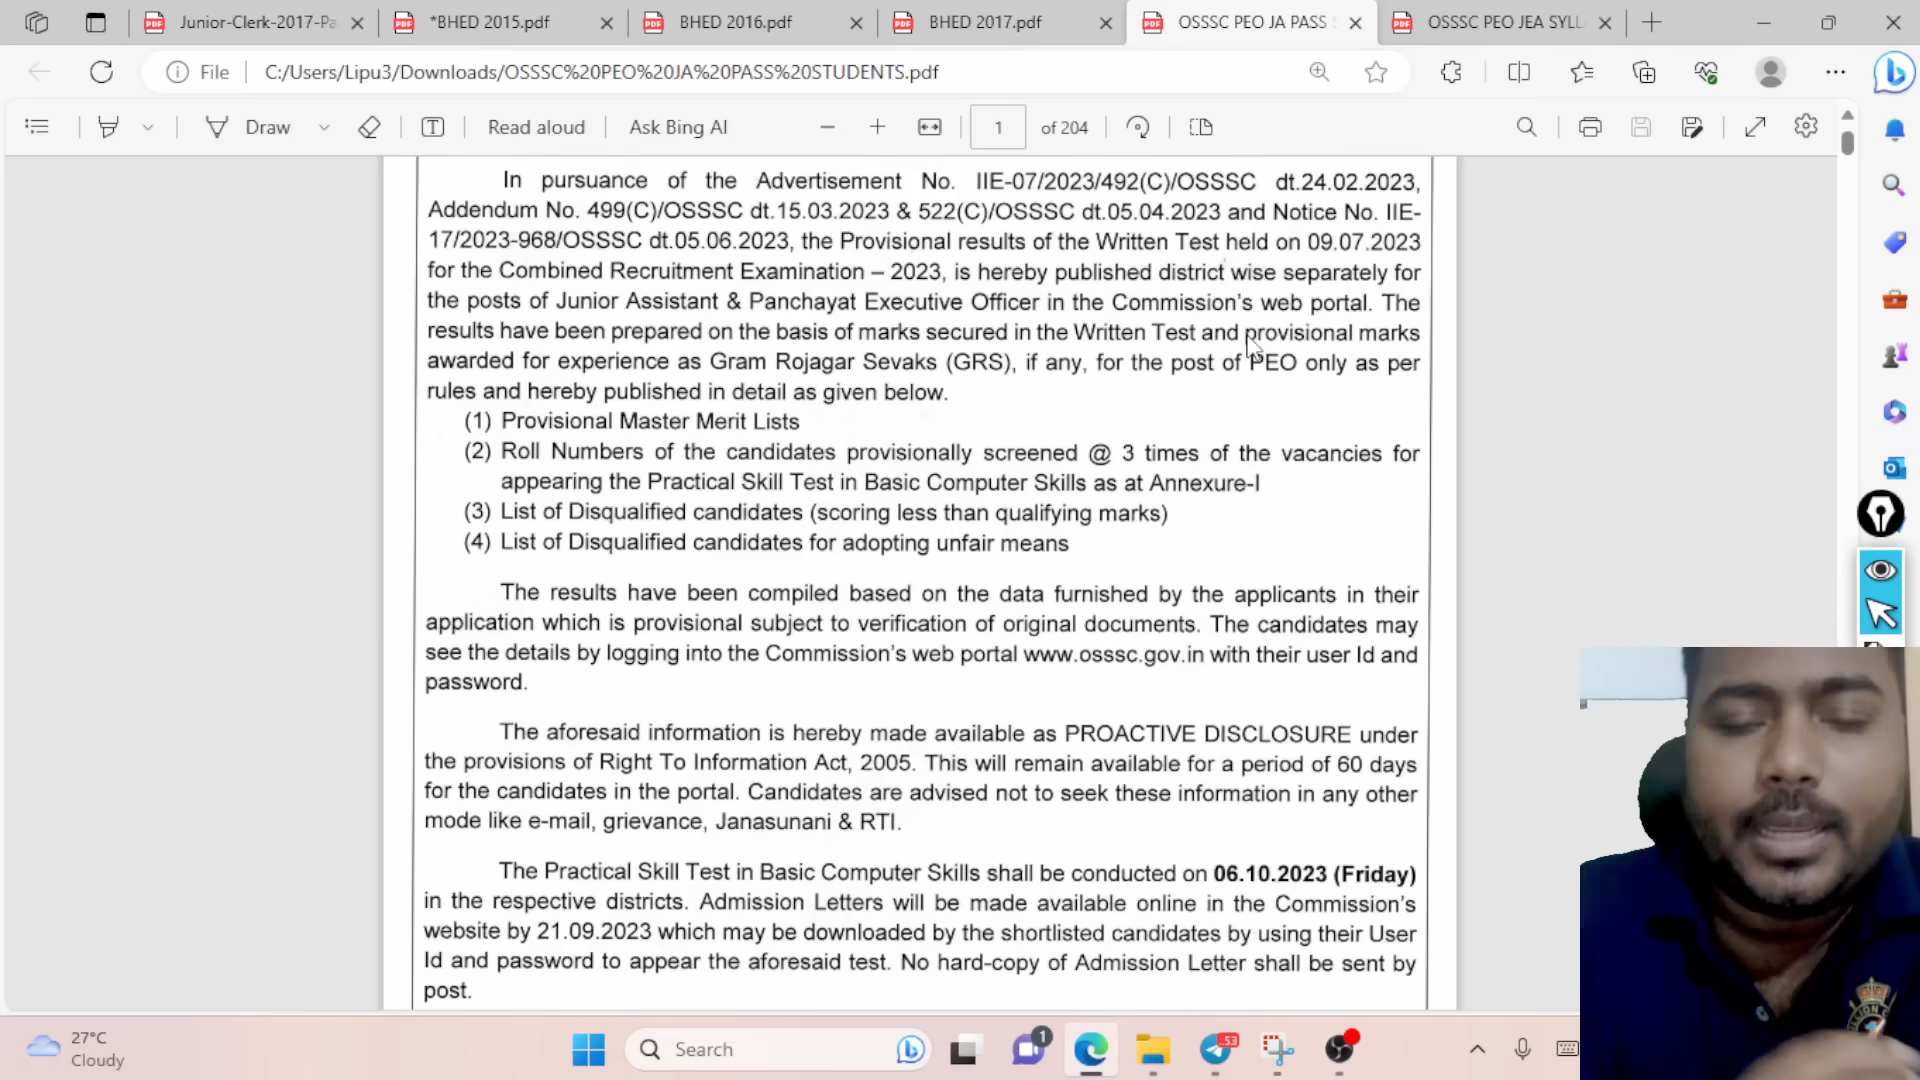 Junior-Clerk-2017-Pa
*BHED 2015.pdf
BHED 2016.pdf
BHED 2017.pdf
OSSSC PEO JA PASS S
OSSSC PEO JEA SYLL
File
C:/Users/Lipu3/Downloads/OSSSC%20PEO%20JA%20PASS%20STUDENTS.pdf
Draw
Read aloud
Ask Bing AI
1
of 204
In pursuance of the Advertisement No. IIE-07/2023/492(C)/OSSSC dt.24.02.2023,
Addendum No. 499(C)/OSSSC dt.15.03.2023 & 522(C)/OSSSC dt.05.04.2023 and Notice No. IIE-
17/2023-968/OSSSC dt.05.06.2023, the Provisional results of the Written Test held on 09.07.2023
for the Combined Recruitment Examination – 2023, is hereby published district wise separately for
the posts of Junior Assistant & Panchayat Executive Officer in the Commission's web portal. The
results have been prepared on the basis of marks secured in the Written Test and provisional marks
awarded for experience as Gram Rojagar Sevaks (GRS), if any, for the post of PEO only as per
rules and hereby published in detail as given below.
(1) Provisional Master Merit Lists
(2) Roll Numbers of the candidates provisionally screened @ 3 times of the vacancies for
appearing the Practical Skill Test in Basic Computer Skills as at Annexure-I
(3) List of Disqualified candidates (scoring less than qualifying marks)
(4) List of Disqualified candidates for adopting unfair means
The results have been compiled based on the data furnished by the applicants in their
application which is provisional subject to verification of original documents. The candidates may
see the details by logging into the Commission's web portal www.osssc.gov.in with their user Id and
password.
The aforesaid information is hereby made available as PROACTIVE DISCLOSURE under
the provisions of Right To Information Act, 2005. This will remain available for a period of 60 days
for the candidates in the portal. Candidates are advised not to seek these information in any other
mode like e-mail, grievance, Janasunani & RTI.
The Practical Skill Test in Basic Computer Skills shall be conducted on 06.10.2023 (Friday)
in the respective districts. Admission Letters will be made available online in the Commission's
website by 21.09.2023 which may be downloaded by the shortlisted candidates by using their User
Id and password to appear the aforesaid test. No hard-copy of Admission Letter shall be sent by
post.
27°C
Cloudy
Search
1
53